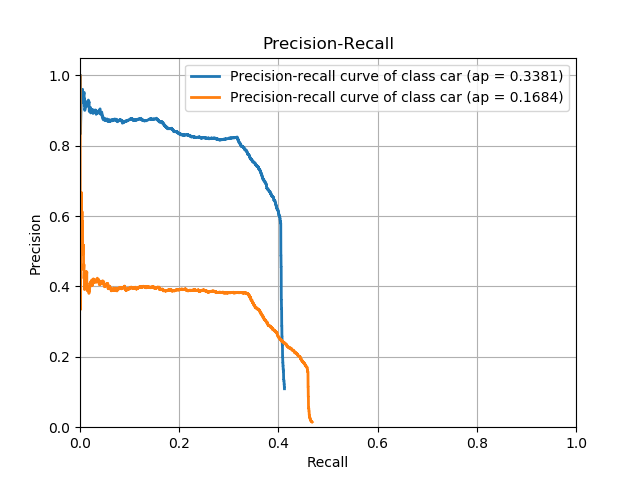 Precision-Recall
Precision-recall curve of class car (ap = 0.3381)
Precision-recall curve of class car (ap = 0.1684)
Precision
1.0
0.8
0.6
0.4
0.2
0.0
0.0 0.2 0.4 0.6 0.8 1.0
Recall